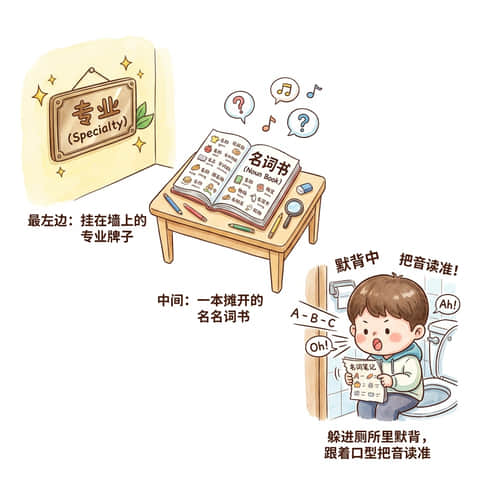 专业
(Specialty)
最左边：挂在墙上的
专业牌子
名词书
(Noun Book)
中间：一本摊开的
名名词书
默背中 把音读准！
A-B-C
Ah!
Oh!
名词笔记
躲进厕所里默背，
跟着口型把音读准